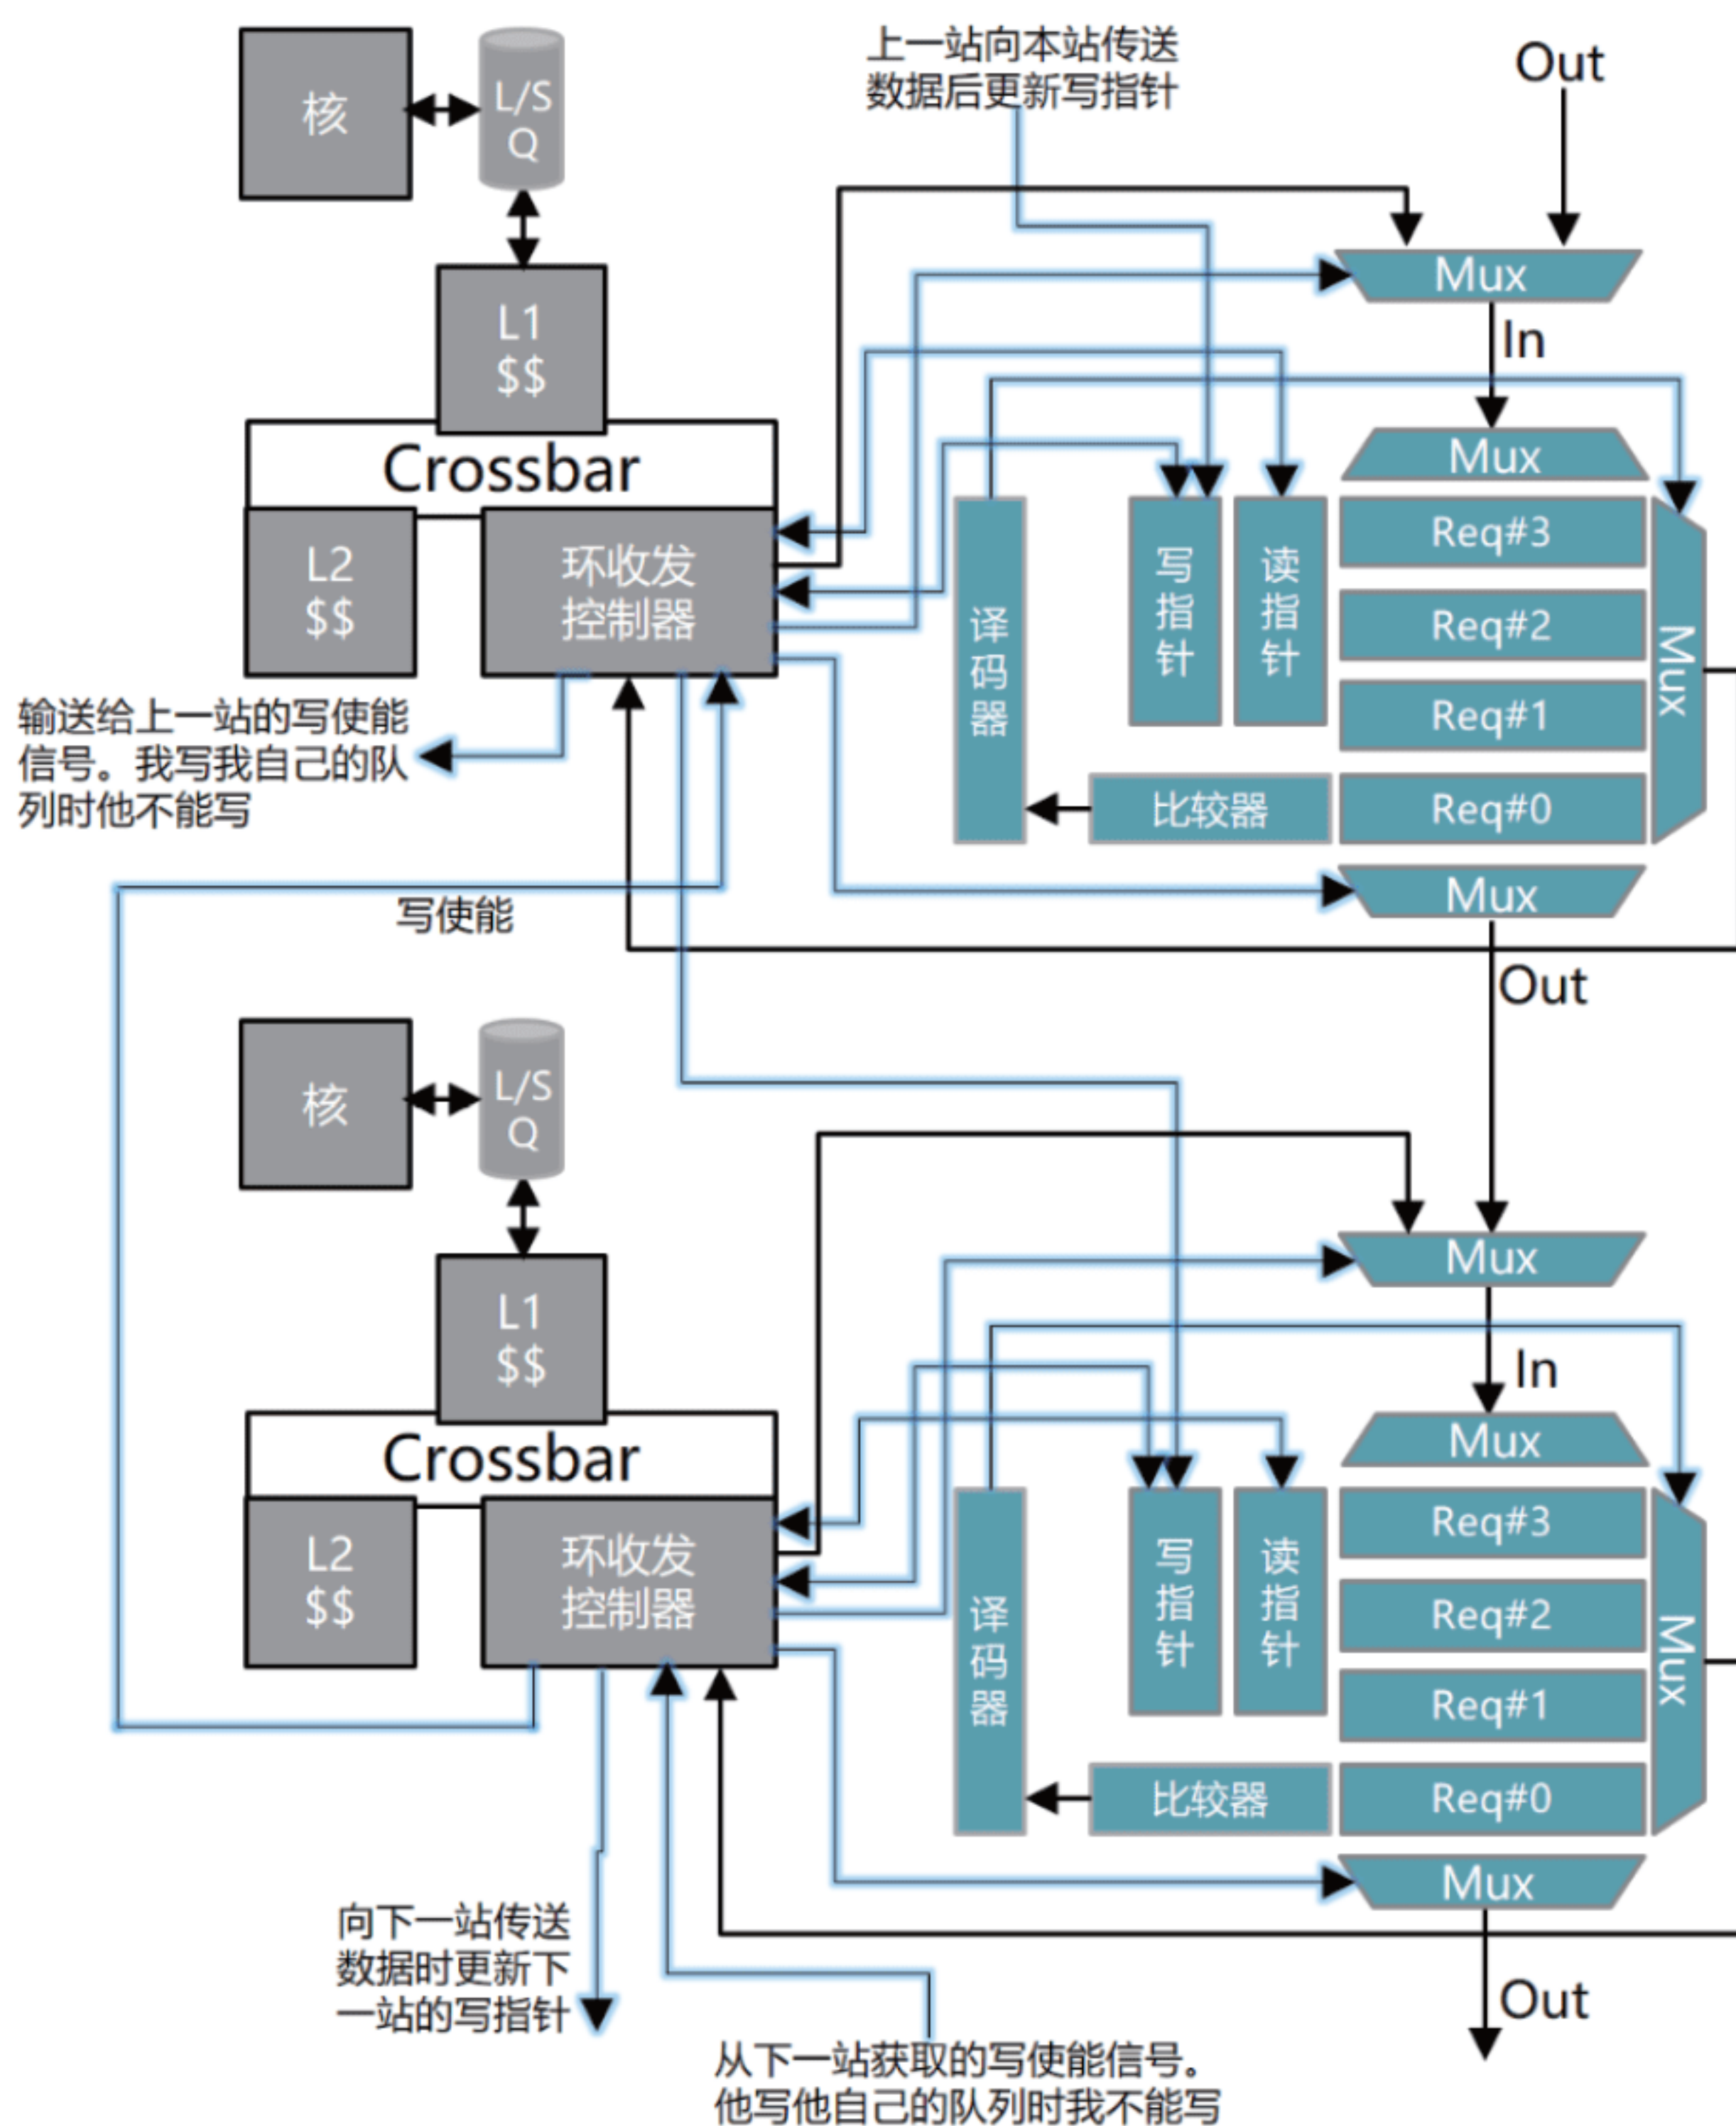 上一站向本站传送
数据后更新写指针
Out
核
L/S
Q
Mux
In
L1
$$
Mux
Crossbar
L2
$$
环收发
控制器
译
码
器
写
指
针
读
指
针
Req#3
Req#2
Req#1
Req#0
Mux
比较器
Mux
输送给上一站的写使能
信号。我写我自己的队
列时他不能写
写使能
Out
核
L/S
Q
Mux
In
L1
$$
Mux
Crossbar
L2
$$
环收发
控制器
译
码
器
写
指
针
读
指
针
Req#3
Req#2
Req#1
Req#0
Mux
比较器
Mux
向下一站传送
数据时更新下
一站的写指针
Out
从下一站获取的写使能信号。
他写他自己的队列时我不能写